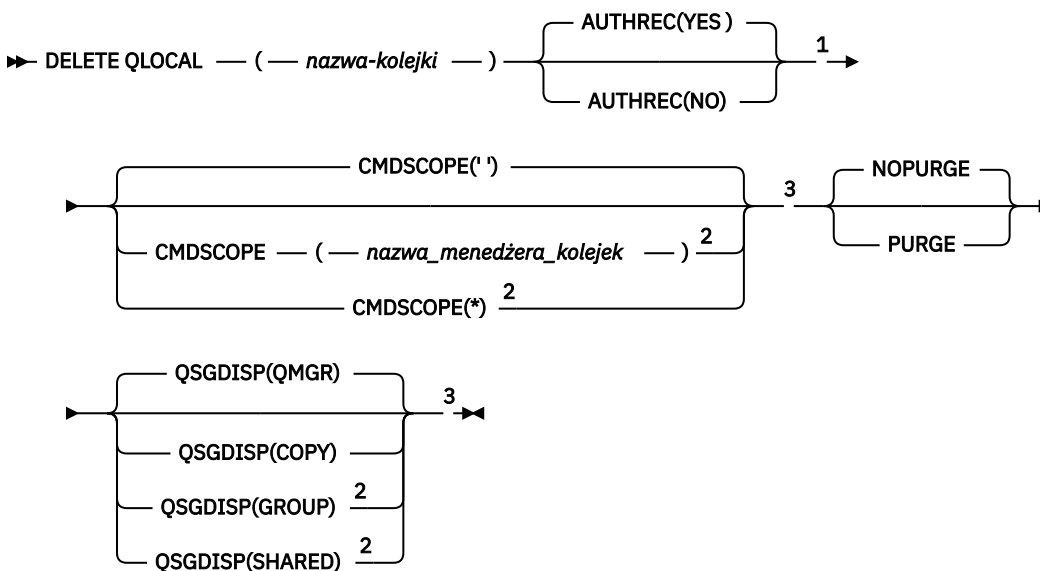 AUTHREC(YES )
DELETE QLOCAL ( nazwa-kolejki ) 1
AUTHREC(NO)
CMDSCOPE(' ') NOPURGE
3
CMDSCOPE ( nazwa_menedżera_kolejek ) 2 PURGE
CMDSCOPE(*) 2
QSGDISP(QMGR)
3
QSGDISP(COPY)
QSGDISP(GROUP) 2
QSGDISP(SHARED) 2